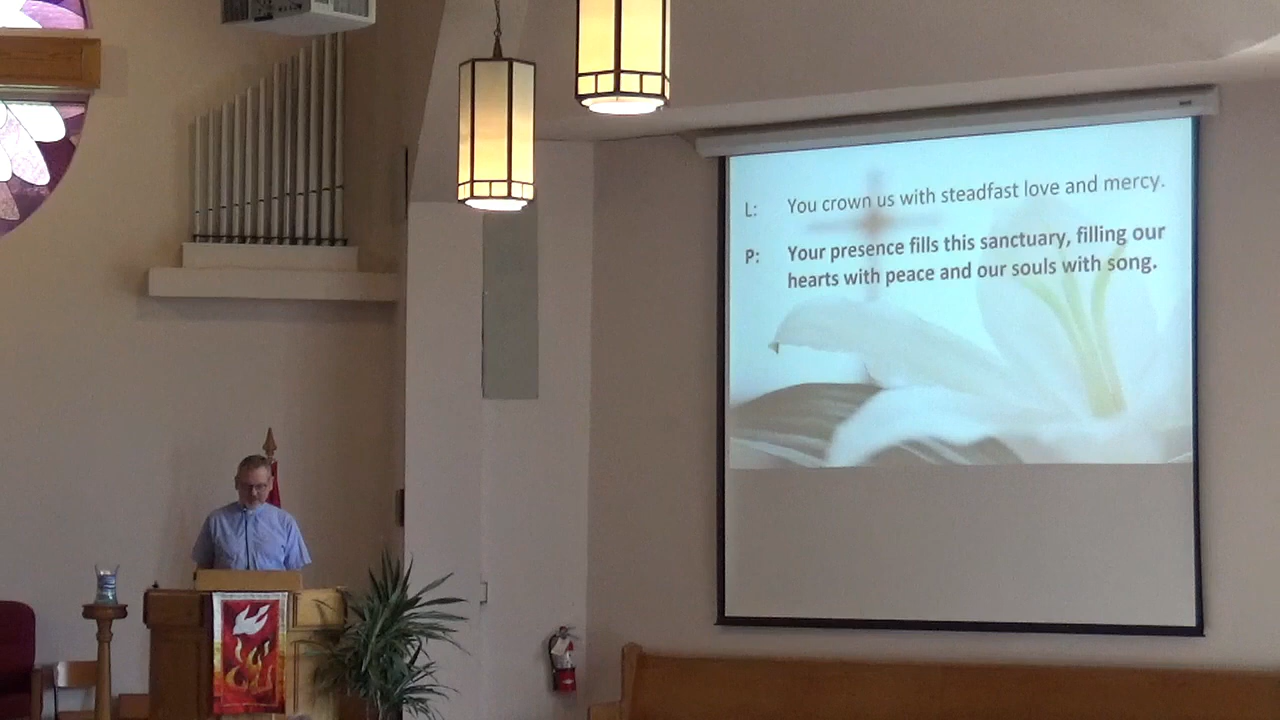 L: You crown us with steadfast love and mercy.
P: Your presence fills this sanctuary, filling our
hearts with peace and our souls with song.